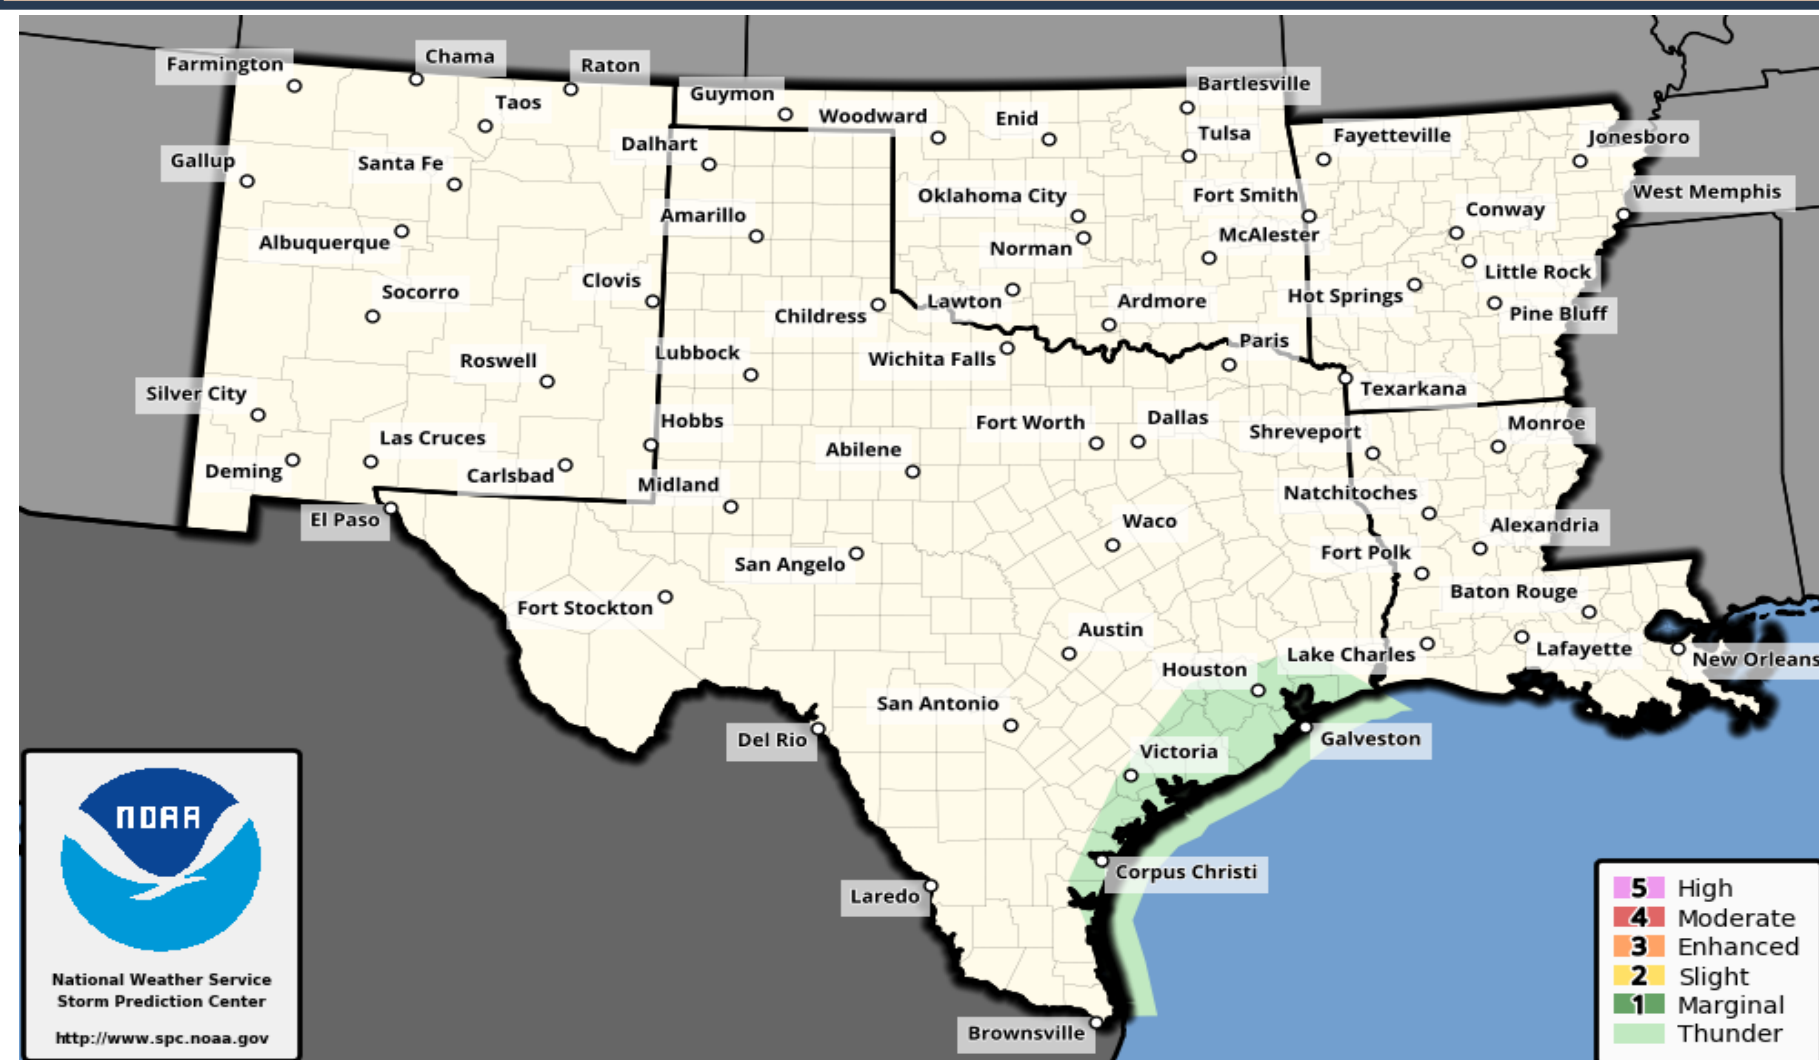 Farmington
Chama
Raton
Taos
Guymon
Woodward
Enid
Bartlesville
Tulsa
Fayetteville
Jonesboro
Gallup
Santa Fe
Dalhart
Oklahoma City
Fort Smith
Conway
West Memphis
Albuquerque
Amarillo
Norman
McAlester
Little Rock
Socorro
Clovis
Childress
Lawton
Ardmore
Hot Springs
Pine Bluff
Roswell
Lubbock
Wichita Falls
Paris
Texarkana
Silver City
Las Cruces
Hobbs
Abilene
Fort Worth
Dallas
Shreveport
Monroe
Deming
Carlsbad
Midland
Natchitoches
El Paso
San Angelo
Waco
Fort Polk
Alexandria
Fort Stockton
Austin
Baton Rouge
Houston
Lake Charles
Lafayette
New Orleans
Del Rio
San Antonio
Victoria
Galveston
Laredo
Corpus Christi
Brownsville
NOAA
National Weather Service
Storm Prediction Center
http://www.spc.noaa.gov
5 High
4 Moderate
3 Enhanced
2 Slight
1 Marginal
Thunder